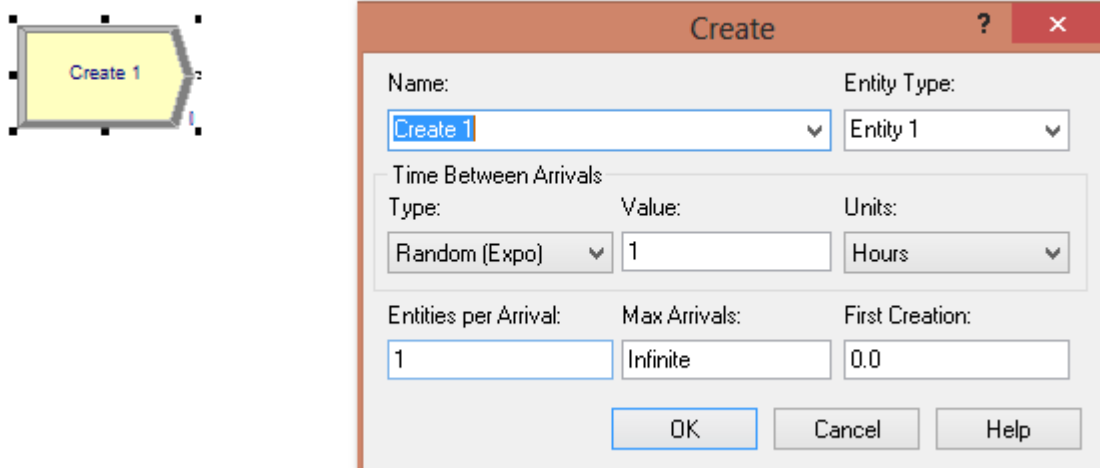 Create 1
Create ?
Name: Entity Type:
Create 1 Entity 1
Time Between Arrivals
Type: Value: Units:
Random (Expo) 1 Hours
Entities per Arrival: Max Arrivals: First Creation:
1 Infinite 0.0
OK Cancel Help